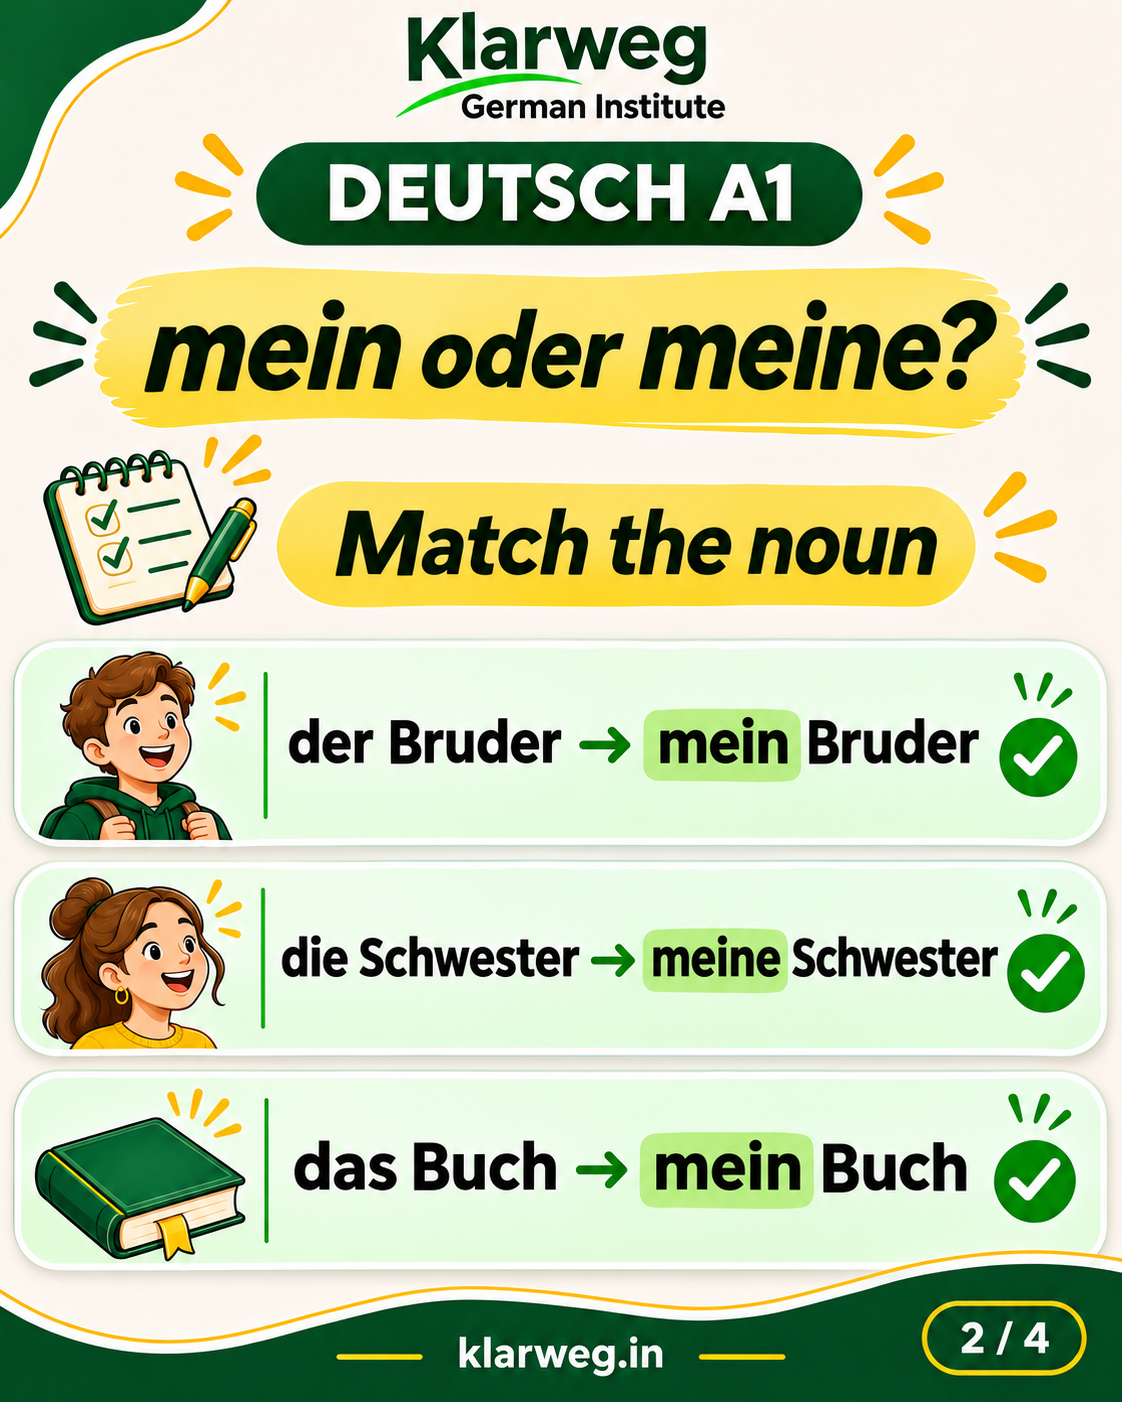 Klarweg
German Institute
DEUTSCH A1
mein oder meine?
Match the noun
der Bruder → mein Bruder
die Schwester → meine Schwester
das Buch → mein Buch
klarweg.in
2 / 4